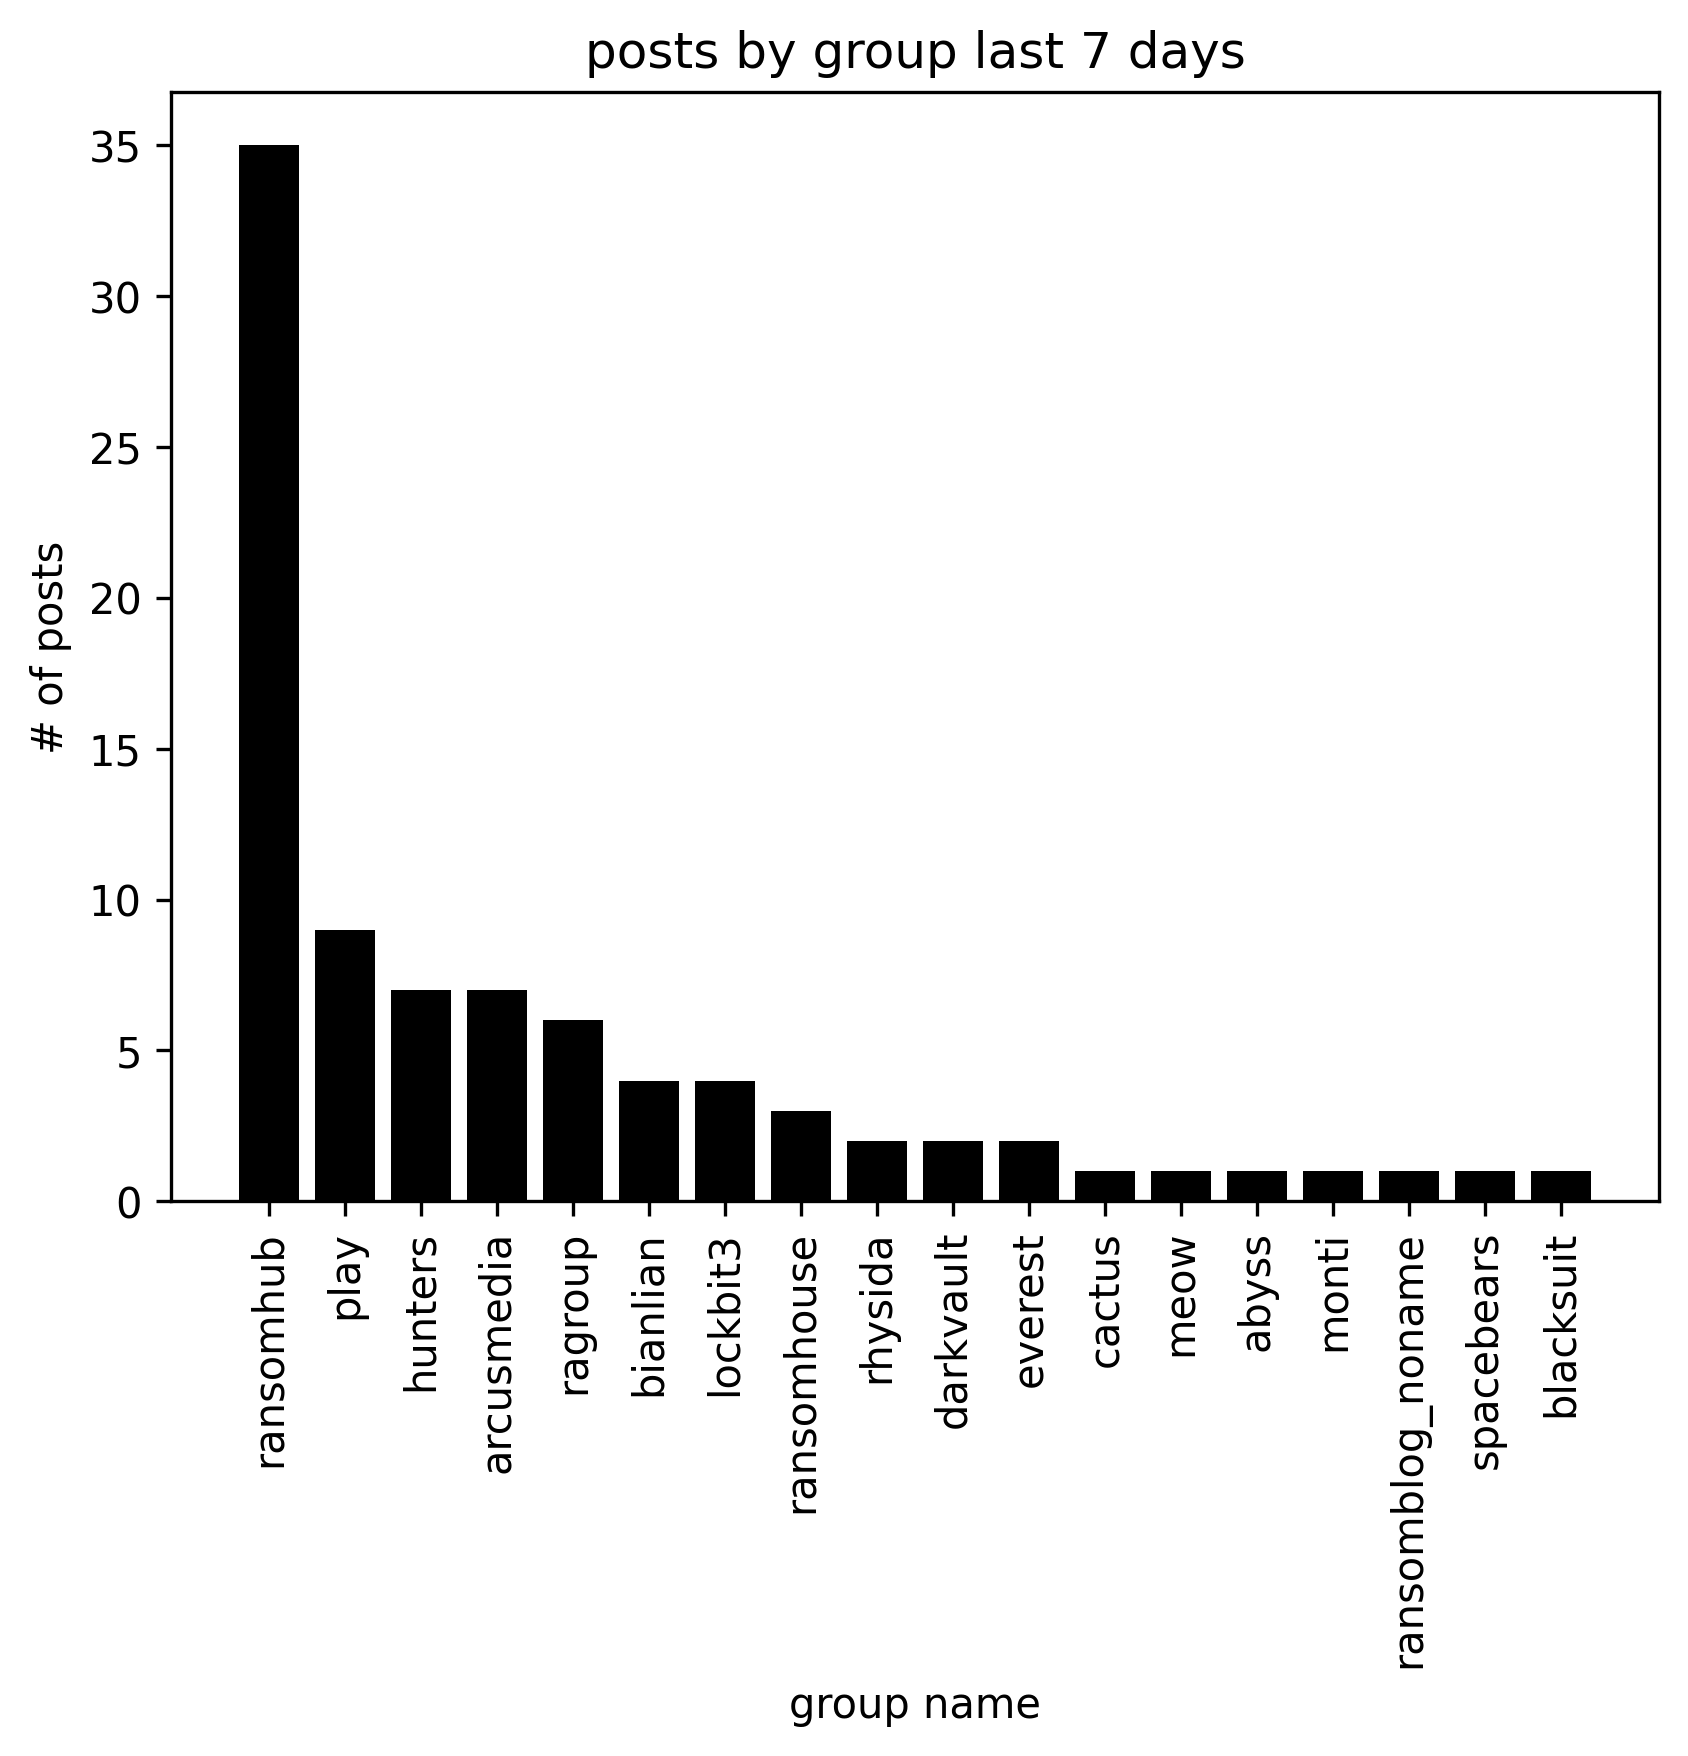 posts by group last 7 days
35
30
25
20
15
10
5
0
# of posts
ransomhub
play
hunters
arcusmedia
ragroup
bianlian
lockbit3
ransomhouse
rhysida
darkvault
everest
cactus
meow
abyss
monti
ransomblog_noname
spacebears
blacksuit
group name